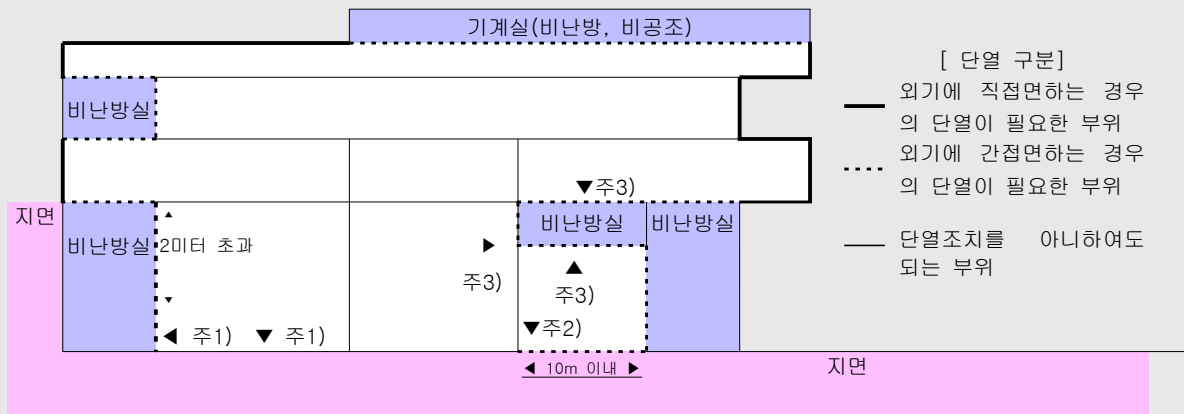 기계실(비난방, 비공조)
[ 단열 구분]
외기에 직접면하는 경우
의 단열이 필요한 부위
외기에 간접면하는 경우
의 단열이 필요한 부위
단열조치를 아니하여도
되는 부위
비난방실
▼주3)
지면
비난방실
2미터 초과
비난방실
비난방실
▶
주3)
▲
주3)
◀ 주1) ▼ 주1)
▼주2)
◀ 10m 이내 ▶
지면